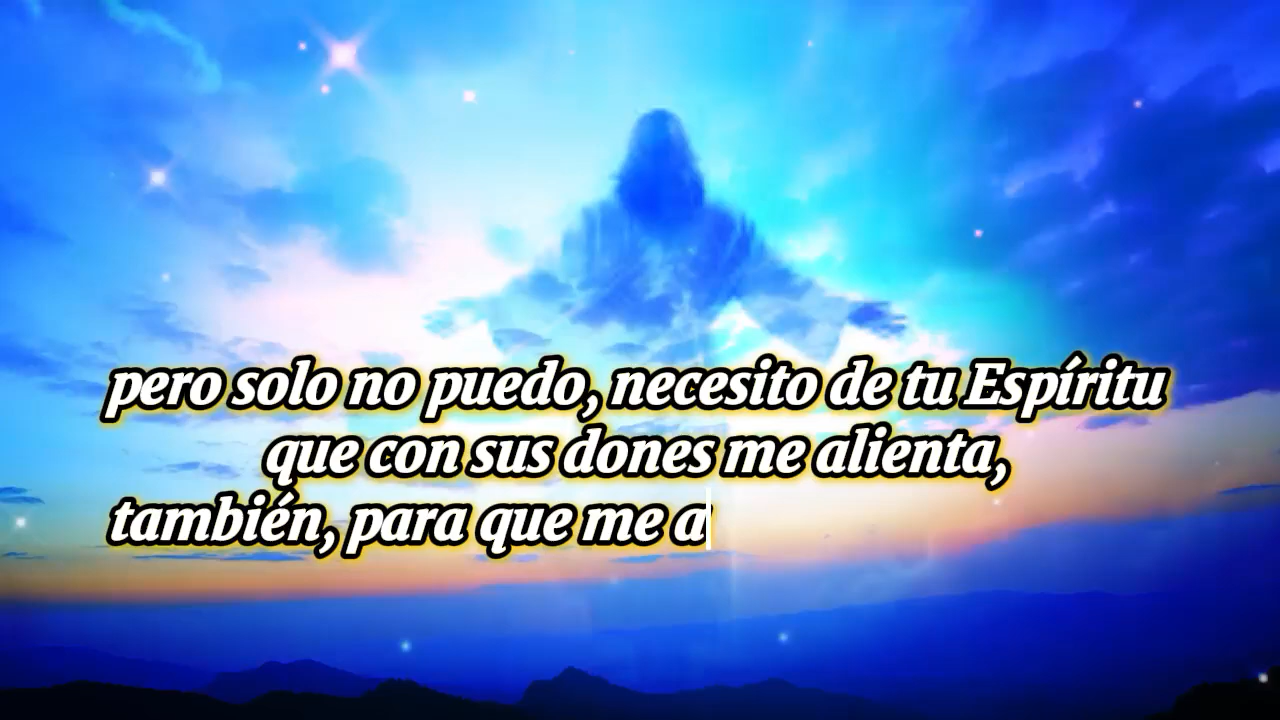 pero solo no puedo, necesito de tu Espíritu
que con sus dones me alienta,
también, para que me a